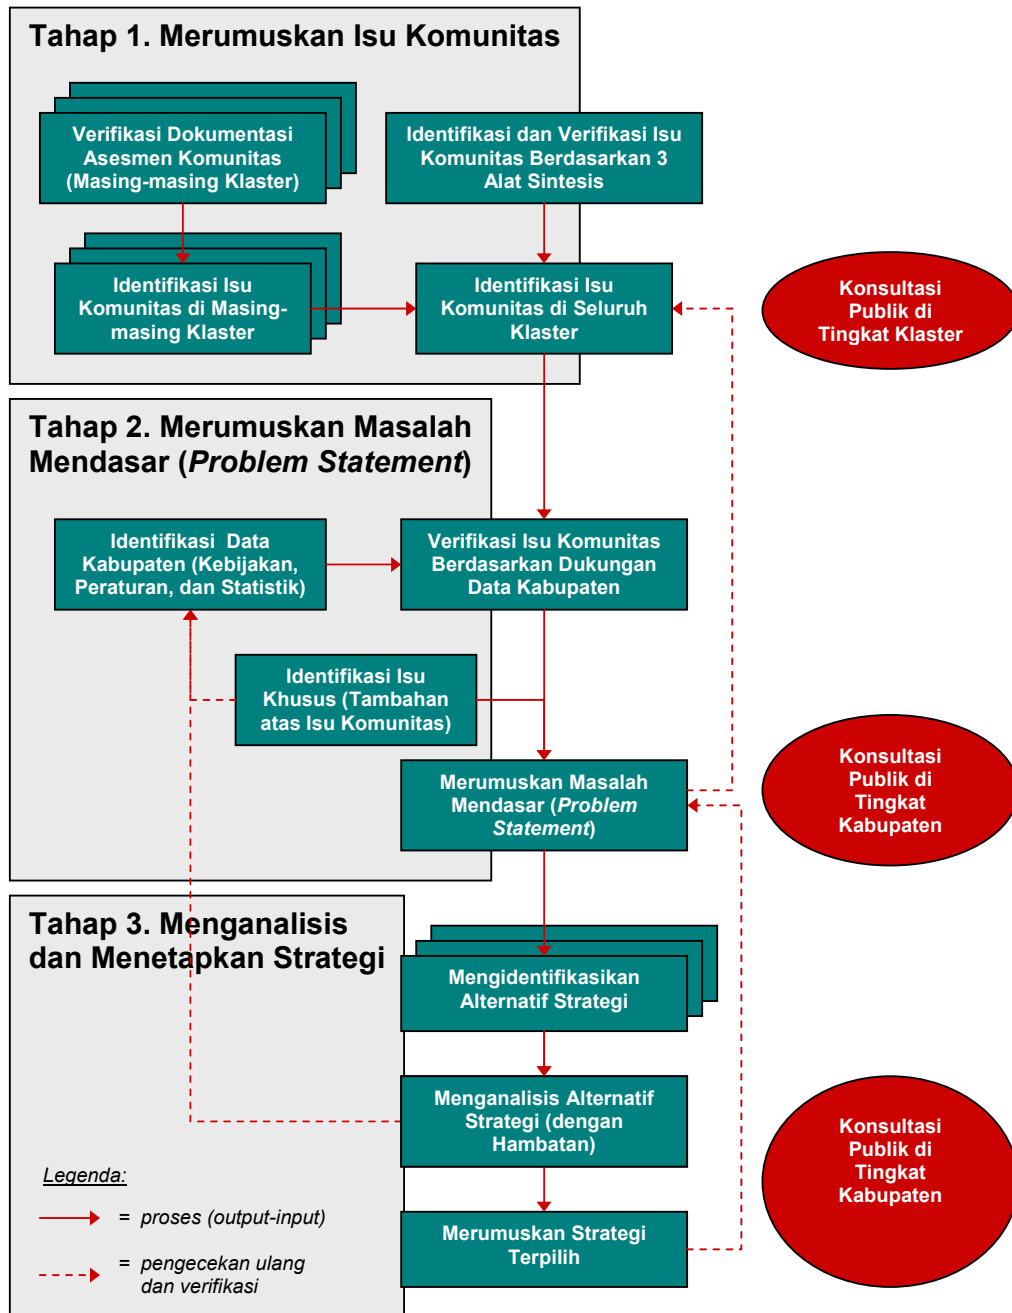 Tahap 1. Merumuskan Isu Komunitas
Verifikasi Dokumentasi
Asesmen Komunitas
(Masing-masing Klaster)
Identifikasi dan Verifikasi Isu
Komunitas Berdasarkan 3
Alat Sintesis
Identifikasi Isu
Komunitas di Masing-
masing Klaster
Identifikasi Isu
Komunitas di Seluruh
Klaster
Konsultasi
Publik di
Tingkat Klaster
Tahap 2. Merumuskan Masalah
Mendasar (Problem Statement)
Identifikasi Data
Kabupaten (Kebijakan,
Peraturan, dan Statistik)
Verifikasi Isu Komunitas
Berdasarkan Dukungan
Data Kabupaten
Identifikasi Isu
Khusus (Tambahan
atas Isu Komunitas)
Merumuskan Masalah
Mendasar (Problem
Statement)
Konsultasi
Publik di
Tingkat
Kabupaten
Tahap 3. Menganalisis
dan Menetapkan Strategi
Mengidentifikasikan
Alternatif Strategi
Menganalisis Alternatif
Strategi (dengan
Hambatan)
Merumuskan Strategi
Terpilih
Konsultasi
Publik di
Tingkat
Kabupaten
Legenda:
= proses (output-input)
= pengecekan ulang
dan verifikasi